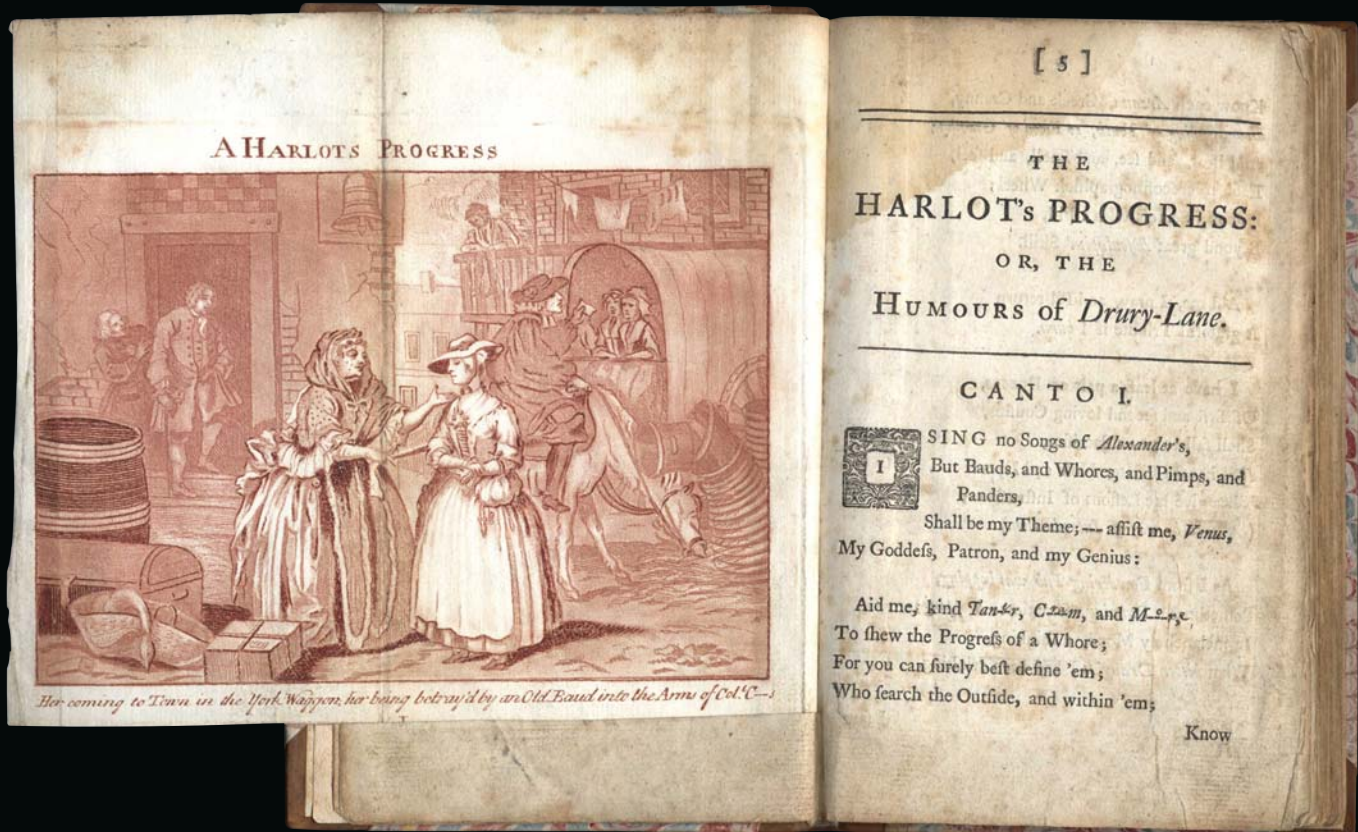 A HARLOTS PROGRESS
Her coming to Town in the York Waggon, her being betray'd by an Old Baud into the Arms of Col. C—s
I
[ 5 ]
THE
HARLOT's PROGRESS:
OR, THE
HUMOURS of Drury-Lane.
CANTO I.
I SING no Songs of Alexander's,
But Bauds, and Whores, and Pimps, and
Panders,
Shall be my Theme; — aſſiſt me, Venus,
My Goddeſs, Patron, and my Genius:
Aid me, kind and
To ſhew the Progreſs of a Whore;
For you can ſurely beſt define 'em;
Who ſearch the Outſide, and within 'em;
Know